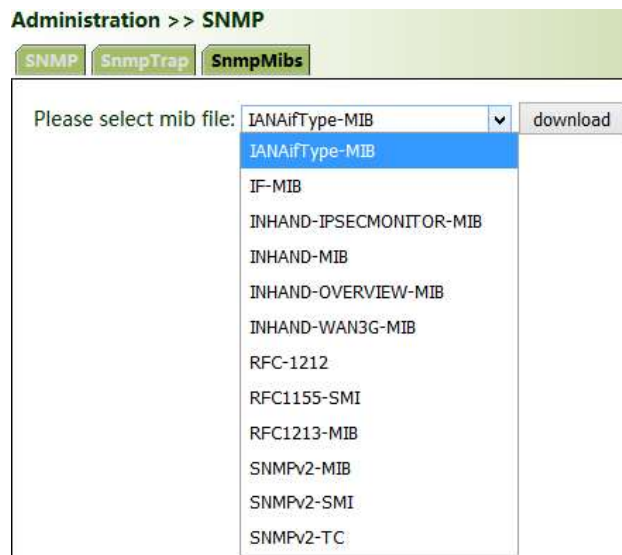 Administration >> SNMP
SNMP SnmpTrap SnmpMibs
Please select mib file: IANAifType-MIB download
IANAifType-MIB
IF-MIB
INHAND-IPSECMONITOR-MIB
INHAND-MIB
INHAND-OVERVIEW-MIB
INHAND-WAN3G-MIB
RFC-1212
RFC1155-SMI
RFC1213-MIB
SNMPv2-MIB
SNMPv2-SMI
SNMPv2-TC